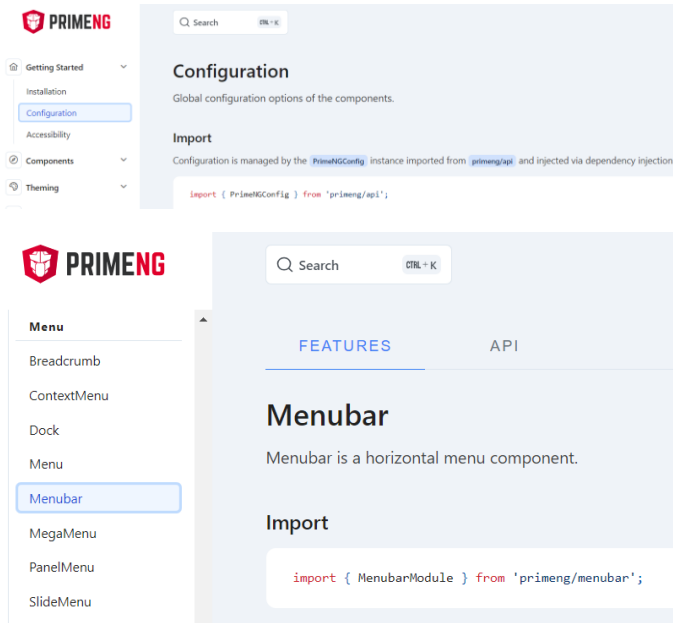 PRIMENG
Search CTRL + K
Getting Started
Installation
Configuration
Accessibility
Components
Theming
Configuration
Global configuration options of the components.
Import
Configuration is managed by the PrimeNGConfig instance imported from primeng/api and injected via dependency injection
import { PrimeNGConfig } from 'primeng/api';
PRIMENG
Search CTRL + K
Menu
Breadcrumb
ContextMenu
Dock
Menu
Menubar
MegaMenu
PanelMenu
SlideMenu
FEATURES API
Menubar
Menubar is a horizontal menu component.
Import
import { MenubarModule } from 'primeng/menubar';